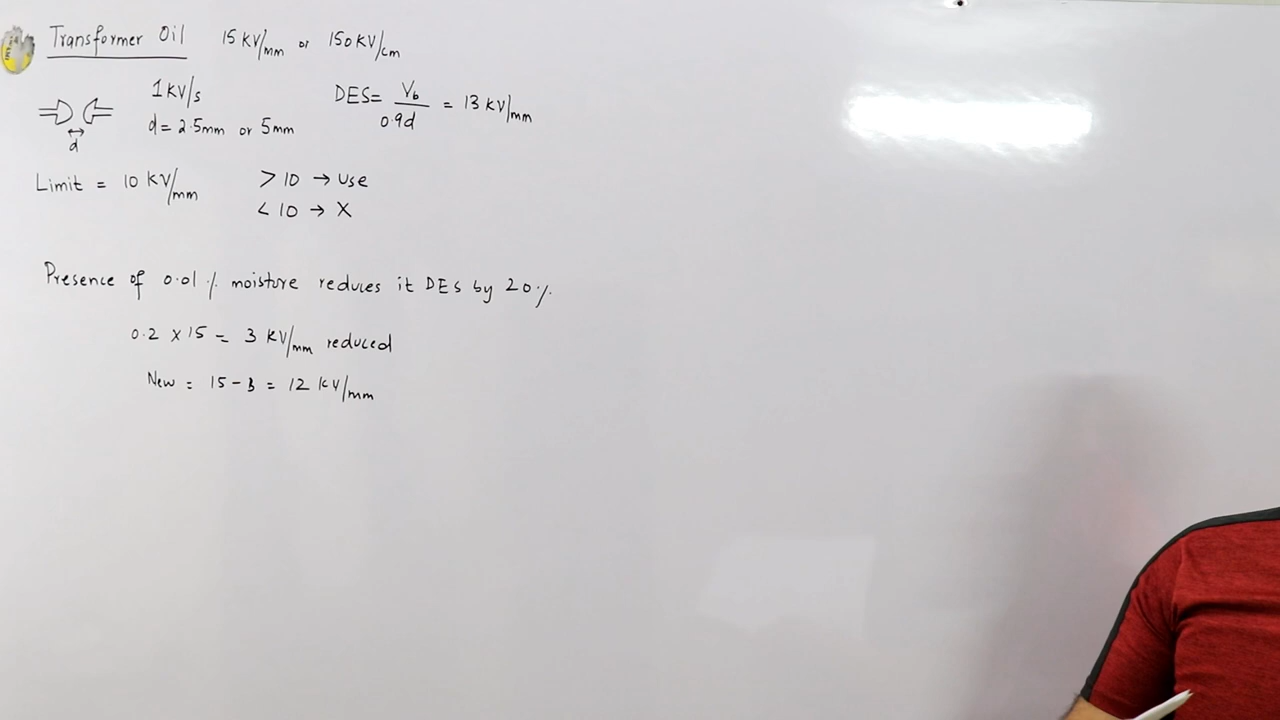 Transformer Oil 15 KV/mm or 150 KV/cm
1 KV/s
d = 2.5mm or 5mm
d
DES = Vb / 0.9d = 13 KV/mm
Limit = 10 KV/mm > 10 → use
< 10 → X
Presence of 0.01 % moisture reduces it DES by 20 %.
0.2 × 15 = 3 KV/mm reduced
New = 15 - 3 = 12 KV/mm